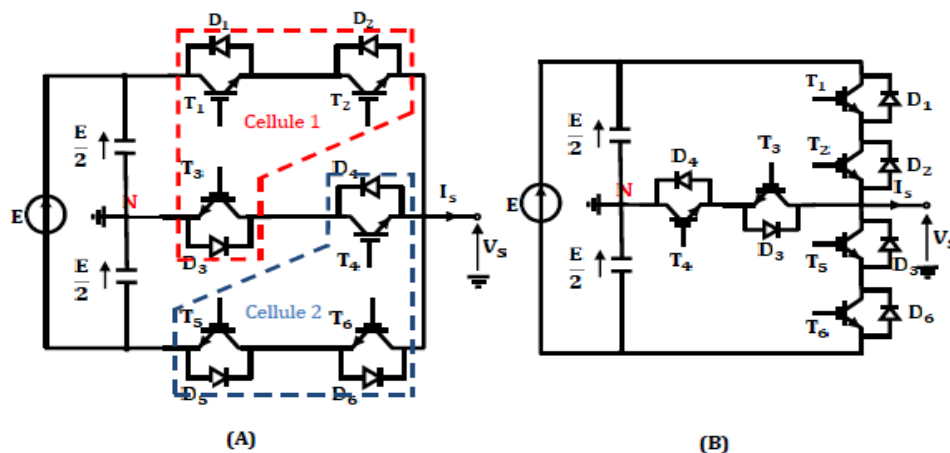 D1
D2
T1
T2
Cellule 1
E/2
T3
D4
N
Is
E
Vs
D3
T4
E/2
T5
Cellule 2
T6
D5
D6
(A)
T1
D1
E/2
T2
D2
D4
T3
Is
N
E
Vs
D3
T4
T5
D3
E/2
T6
D6
(B)